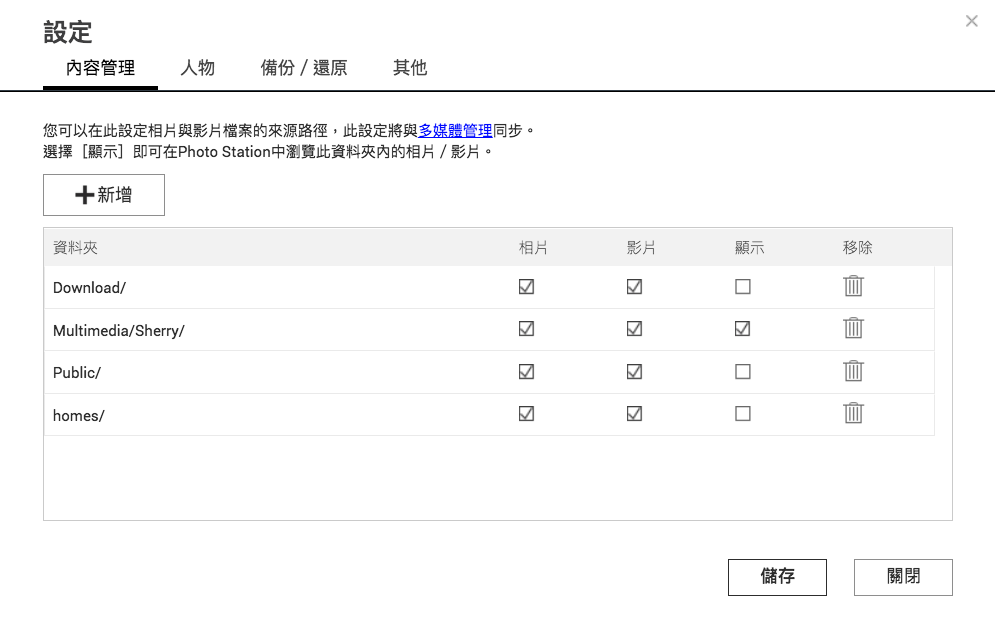 設定
內容管理 人物 備份 / 還原 其他
您可以在此設定相片與影片檔案的來源路徑，此設定將與多媒體管理同步。
選擇［顯示］即可在Photo Station中瀏覽此資料夾內的相片 / 影片。
新增
資料夾 相片 影片 顯示 移除
Download/
Multimedia/Sherry/
Public/
homes/
儲存 關閉